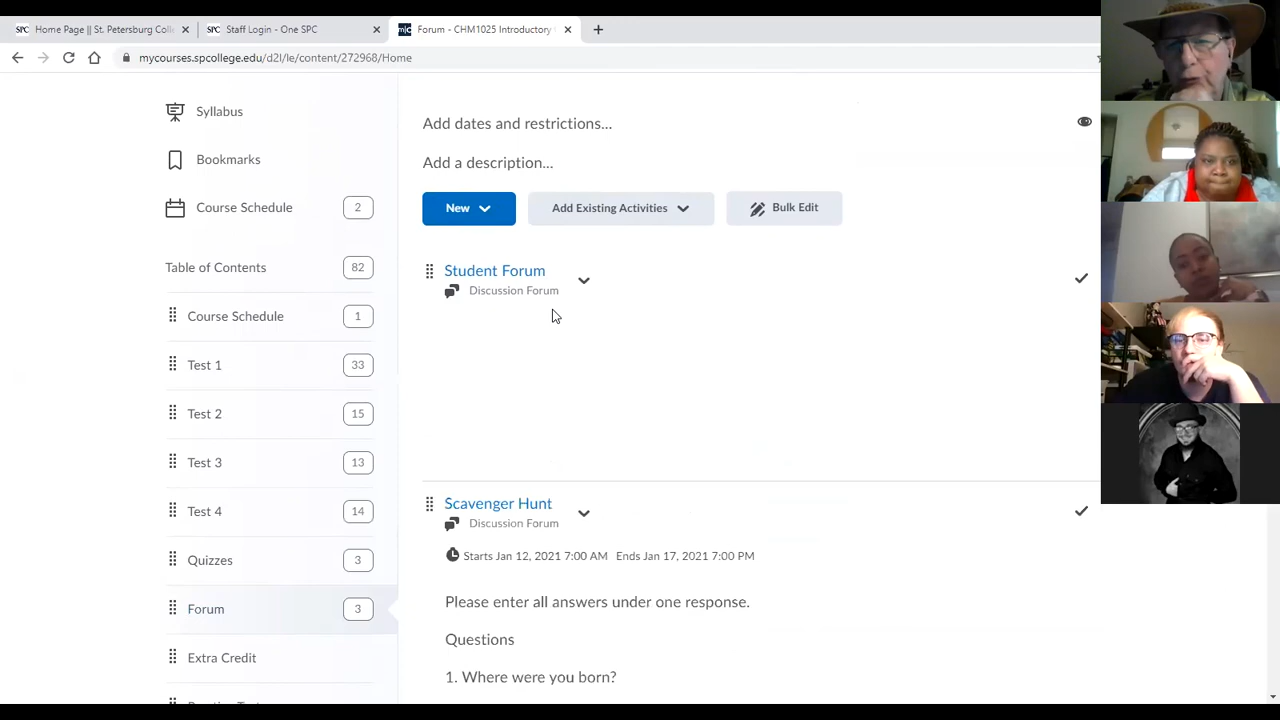 SPC Home Page || St. Petersburg Coll
SPC Staff Login - One SPC
mjc Forum - CHM1025 Introductory
mycourses.spcollege.edu/d2l/le/content/272968/Home
Syllabus
Bookmarks
Course Schedule 2
Table of Contents 82
Course Schedule 1
Test 1 33
Test 2 15
Test 3 13
Test 4 14
Quizzes 3
Forum 3
Extra Credit
Add dates and restrictions...
Add a description...
New
Add Existing Activities
Bulk Edit
Student Forum
Discussion Forum
Scavenger Hunt
Discussion Forum
Starts Jan 12, 2021 7:00 AM Ends Jan 17, 2021 7:00 PM
Please enter all answers under one response.
Questions
1. Where were you born?